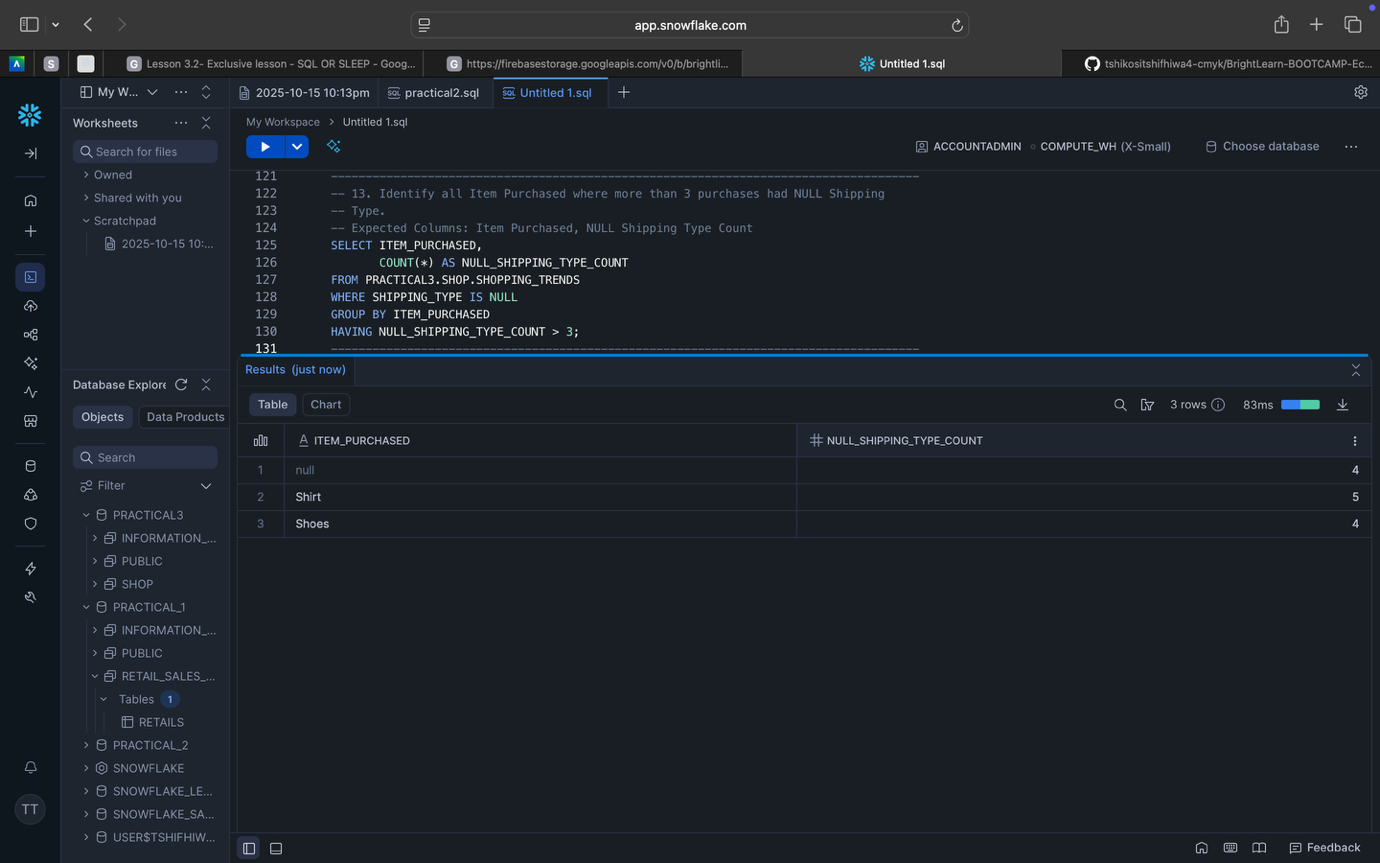 app.snowflake.com
S
G Lesson 3.2- Exclusive lesson - SQL OR SLEEP - Goog...
G https://firebasestorage.googleapis.com/v0/b/brightli...
Untitled 1.sql
tshikositshifhiwa4-cmyk/BrightLearn-BOOTCAMP-Ec...
My W...
2025-10-15 10:13pm
SQL practical2.sql
SQL Untitled 1.sql
Worksheets
Search for files
Owned
Shared with you
Scratchpad
2025-10-15 10:...
My Workspace > Untitled 1.sql
ACCOUNTADMIN
COMPUTE_WH (X-Small)
Choose database
121 -------------------------------------------------------------------------------------
122 -- 13. Identify all Item Purchased where more than 3 purchases had NULL Shipping
123 -- Type.
124 -- Expected Columns: Item Purchased, NULL Shipping Type Count
125 SELECT ITEM_PURCHASED,
126 COUNT(*) AS NULL_SHIPPING_TYPE_COUNT
127 FROM PRACTICAL3.SHOP.SHOPPING_TRENDS
128 WHERE SHIPPING_TYPE IS NULL
129 GROUP BY ITEM_PURCHASED
130 HAVING NULL_SHIPPING_TYPE_COUNT > 3;
131 -------------------------------------------------------------------------------------
Database Explore
Objects
Data Products
Search
Filter
PRACTICAL3
INFORMATION_...
PUBLIC
SHOP
PRACTICAL_1
INFORMATION_...
PUBLIC
RETAIL_SALES_...
Tables 1
RETAILS
PRACTICAL_2
SNOWFLAKE
SNOWFLAKE_LE...
SNOWFLAKE_SA...
USER$TSHIFHIW...
TT
Results (just now)
Table
Chart
3 rows
83ms
A ITEM_PURCHASED
# NULL_SHIPPING_TYPE_COUNT
1 null 4
2 Shirt 5
3 Shoes 4
Feedback